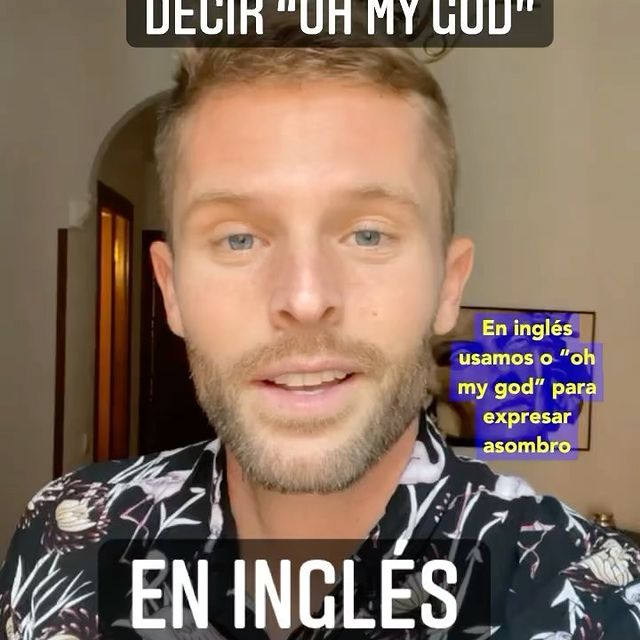 DECIR "OH MY GOD"
En inglés
usamos o "oh
my god" para
expresar
asombro
EN INGLÉS